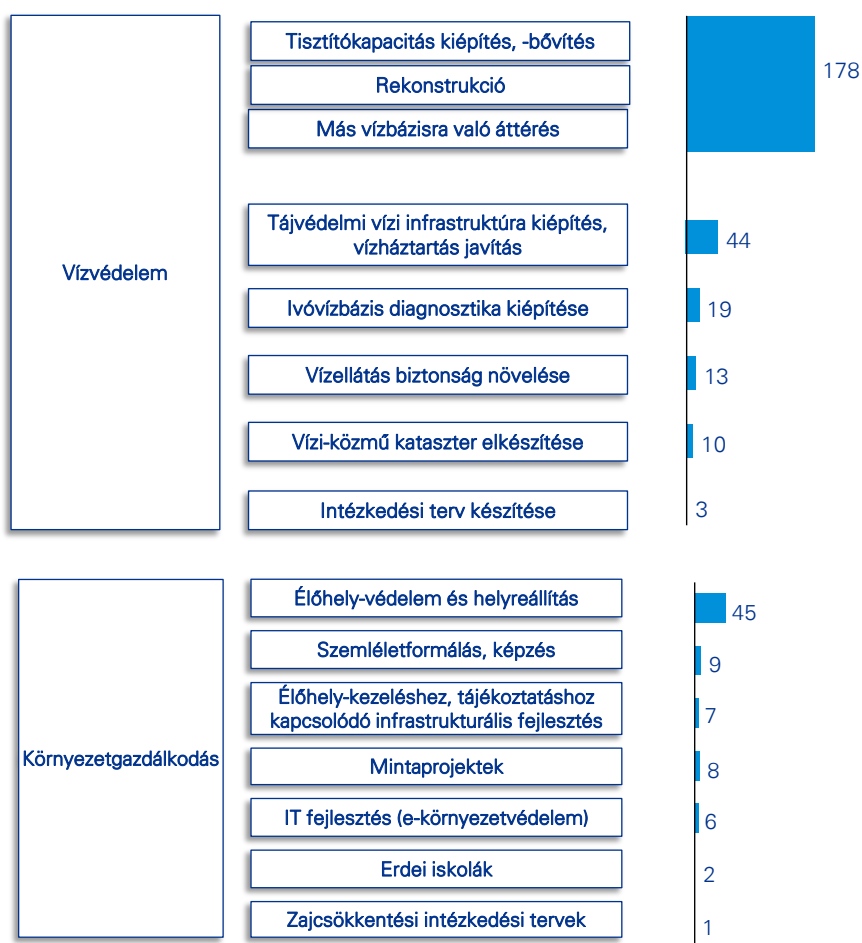 Vízvédelem
Tisztítókapacitás kiépítés, -bővítés
Rekonstrukció
Más vízbázisra való áttérés
178
Tájvédelmi vízi infrastruktúra kiépítés,
vízháztartás javítás
44
Ivóvízbázis diagnosztika kiépítése
19
Vízellátás biztonság növelése
13
Vízi-közmű kataszter elkészítése
10
Intézkedési terv készítése
3
Környezetgazdálkodás
Élőhely-védelem és helyreállítás
45
Szemléletformálás, képzés
9
Élőhely-kezeléshez, tájékoztatáshoz
kapcsolódó infrastrukturális fejlesztés
7
Mintaprojektek
8
IT fejlesztés (e-környezetvédelem)
6
Erdei iskolák
2
Zajcsökkentési intézkedési tervek
1